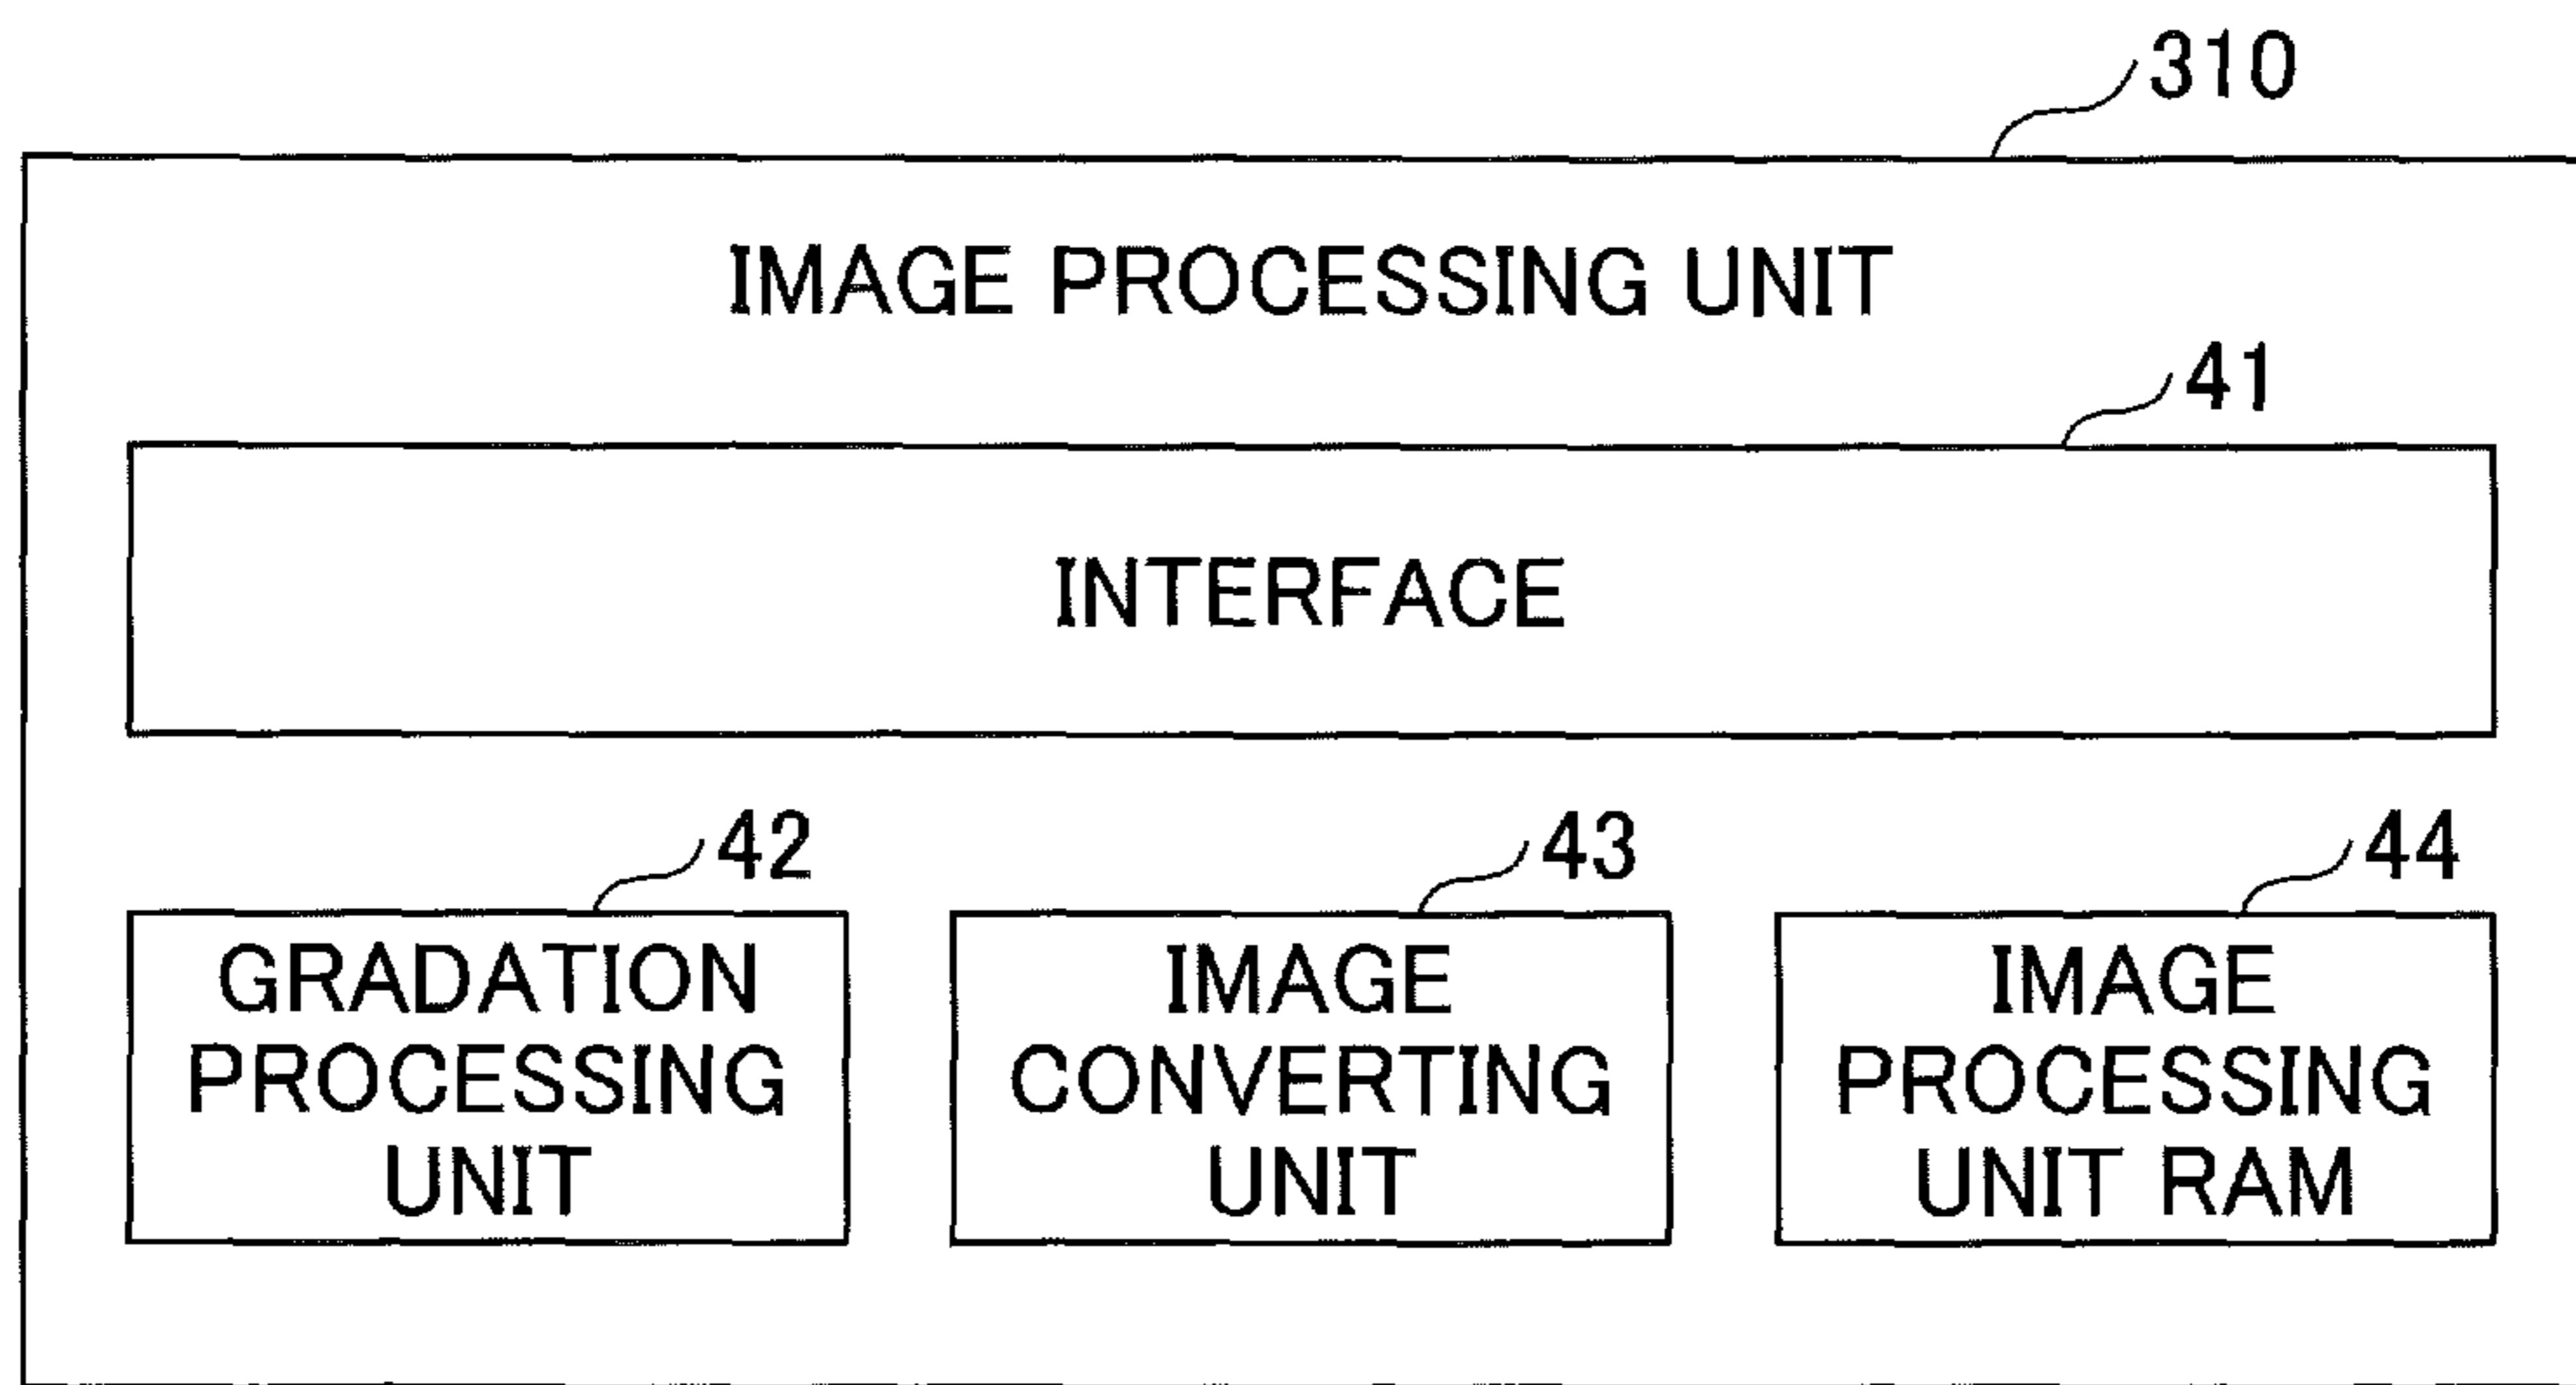 310
IMAGE PROCESSING UNIT
41
INTERFACE
42
GRADATION
PROCESSING
UNIT
43
IMAGE
CONVERTING
UNIT
44
IMAGE
PROCESSING
UNIT RAM